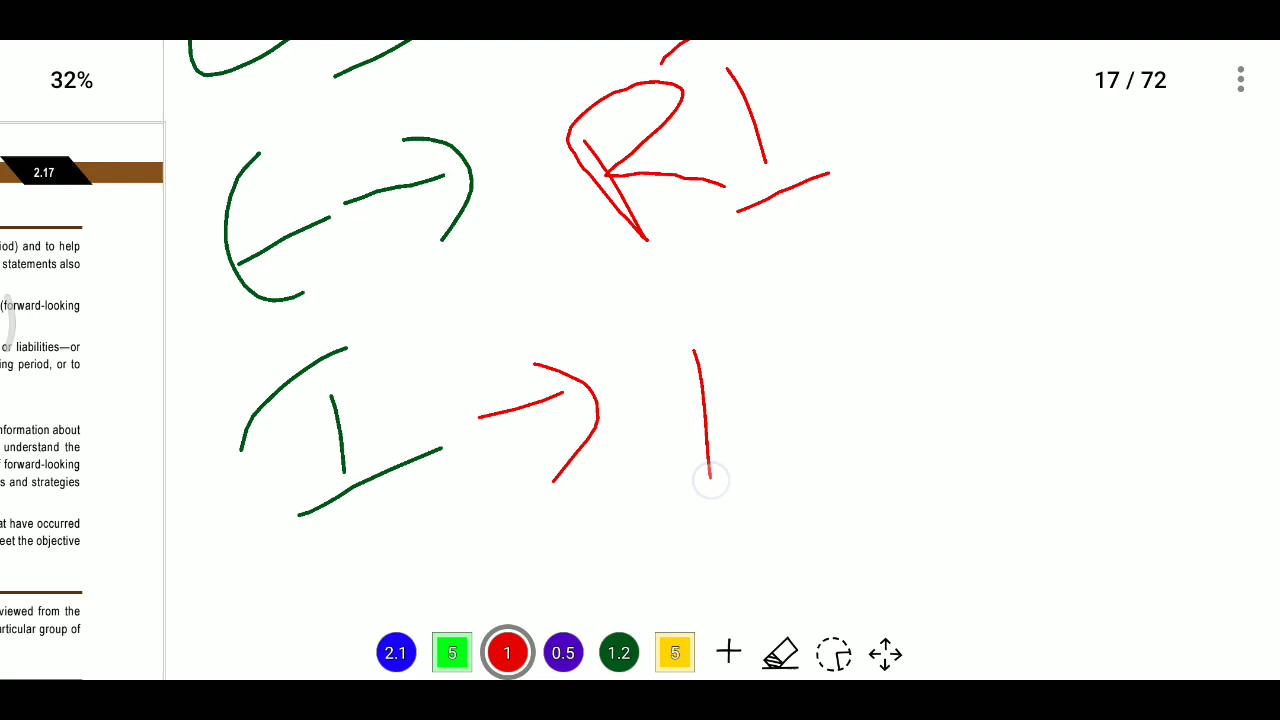 32%
17 / 72
2.17
iod) and to help
statements also
(forward-looking
or liabilities—or
ing period, or to
nformation about
understand the
f forward-looking
s and strategies
at have occurred
eet the objective
viewed from the
articular group of
E →
R I
I →
2.1 5 1 0.5 1.2 5